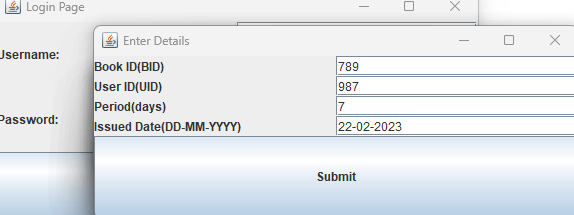 Login Page
Username:
Password:
Enter Details
Book ID(BID) 789
User ID(UID) 987
Period(days) 7
Issued Date(DD-MM-YYYY) 22-02-2023
Submit